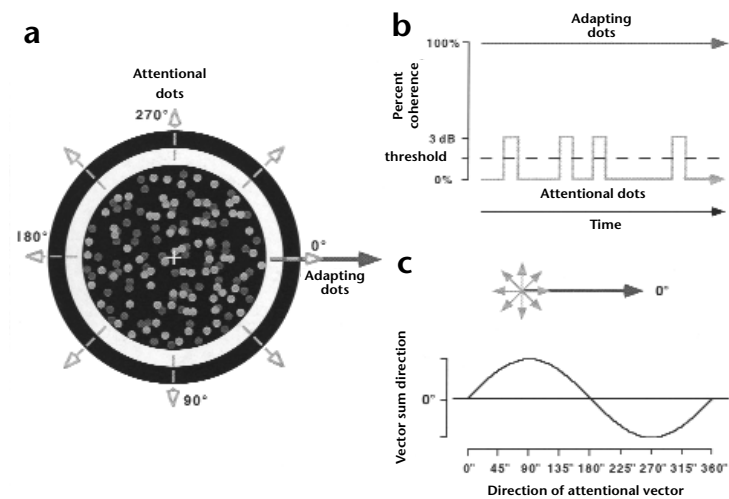 a
Attentional
dots
270°
180°
0°
Adapting
dots
90°
b
Adapting
dots
100%
Percent
coherence
3 dB
threshold
0%
Attentional dots
Time
c
0°
Vector sum direction
0"
0" 45" 90" 135" 180" 225" 270" 315" 360"
Direction of attentional vector